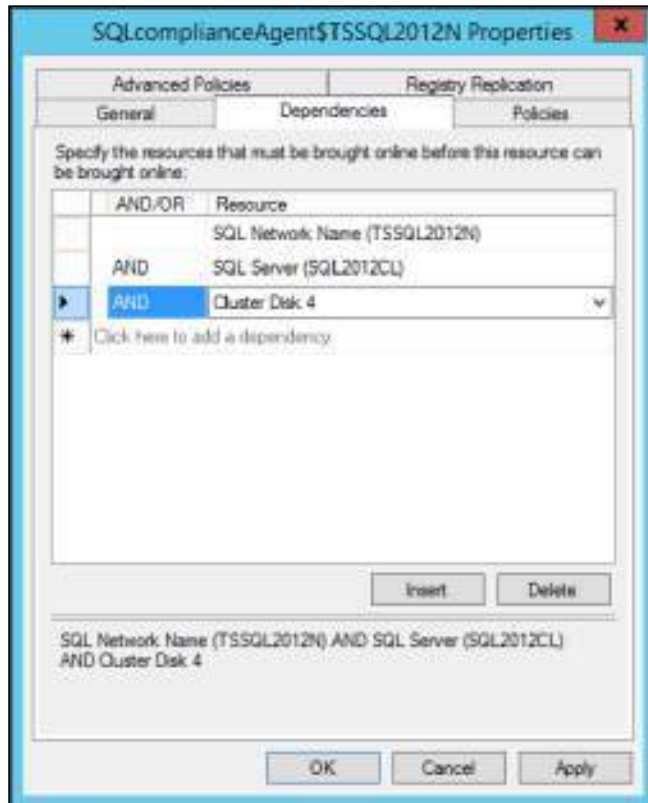 SQLcomplianceAgent$TSSQL2012N Properties
x
Advanced Policies Registry Replication
General Dependencies Policies
Specify the resources that must be brought online before this resource can
be brought online:
AND/OR Resource
SQL Network Name (TSSQL2012N)
AND SQL Server (SQL2012CL)
AND Cluster Disk 4
Click here to add a dependency
Insert Delete
SQL Network Name (TSSQL2012N) AND SQL Server (SQL2012CL)
AND Cluster Disk 4
OK Cancel Apply